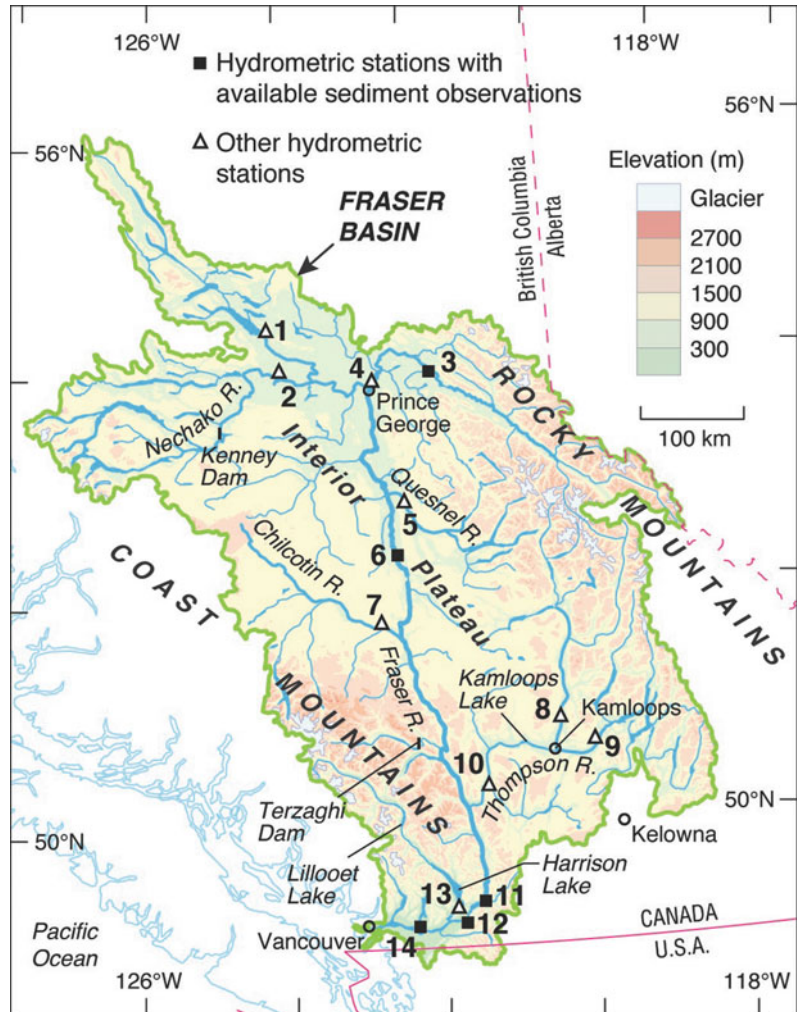 126°W
118°W
■ Hydrometric stations with
available sediment observations
56°N
56°N
△ Other hydrometric
stations
Elevation (m)
Glacier
2700
2100
1500
900
300
FRASER
BASIN
British Columbia
Alberta
100 km
1
2
3
4
Prince
George
ROCKY
MOUNTAINS
Nechako R.
Kenney
Dam
Interior
Plateau
Quesnel R.
5
6
Chilcotin R.
7
COAST
MOUNTAINS
Fraser R.
Kamloops
Lake
8
Kamloops
9
10
Thompson R.
Terzaghi
Dam
50°N
50°N
Kelowna
Lillooet
Lake
Harrison
Lake
13
11
12
14
Vancouver
Pacific
Ocean
CANADA
U.S.A.
126°W
118°W